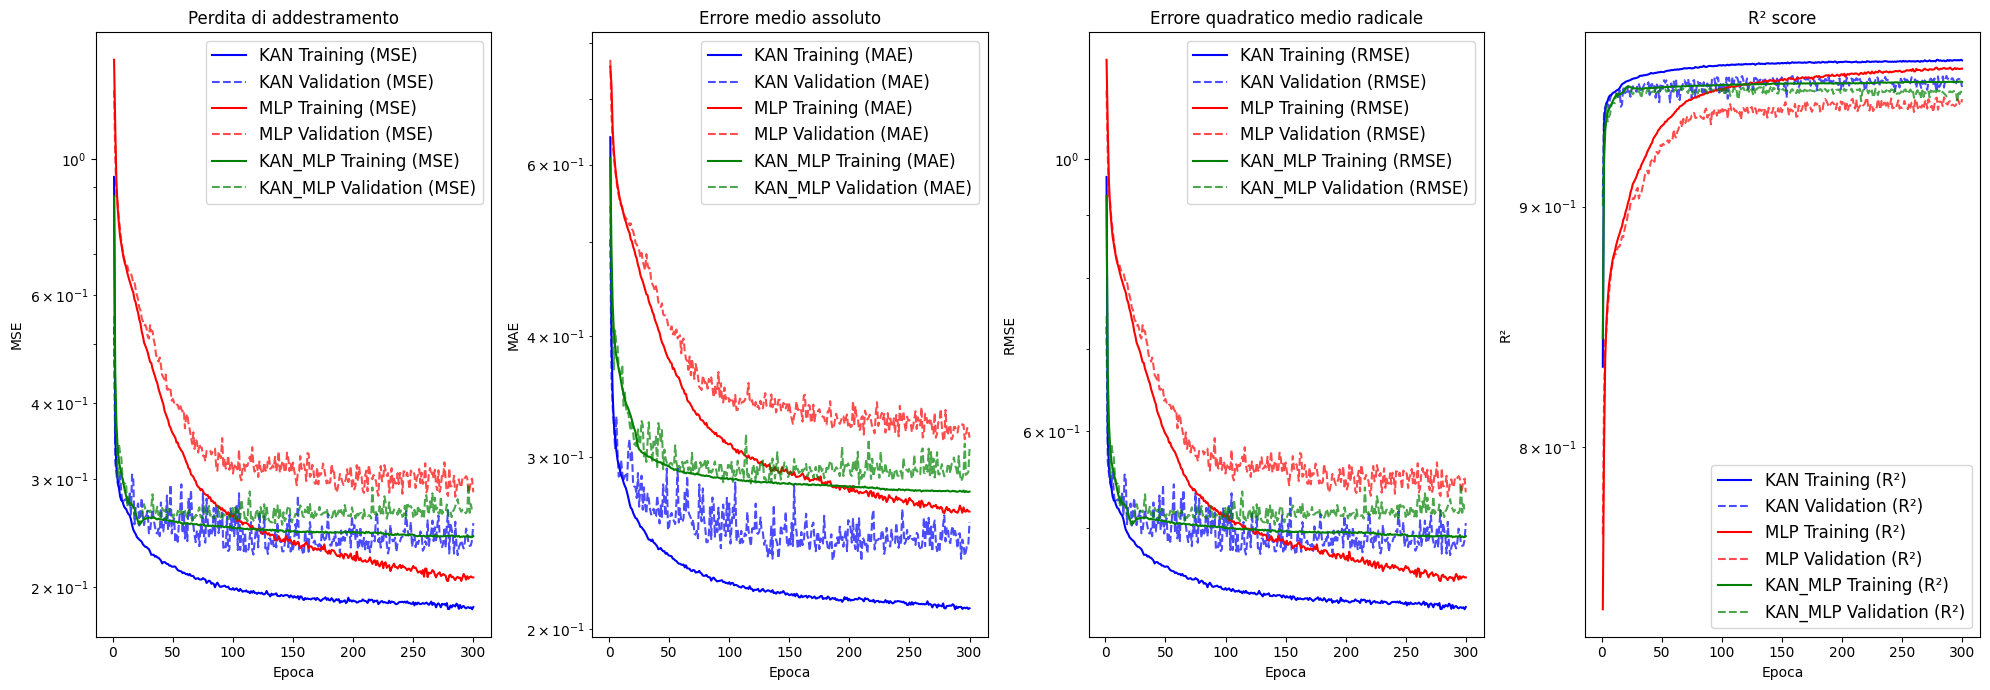 Perdita di addestramento
MSE
10⁰
6 × 10⁻¹
4 × 10⁻¹
3 × 10⁻¹
2 × 10⁻¹
KAN Training (MSE)
KAN Validation (MSE)
MLP Training (MSE)
MLP Validation (MSE)
KAN_MLP Training (MSE)
KAN_MLP Validation (MSE)
0 50 100 150 200 250 300
Epoca
Errore medio assoluto
MAE
6 × 10⁻¹
4 × 10⁻¹
3 × 10⁻¹
2 × 10⁻¹
KAN Training (MAE)
KAN Validation (MAE)
MLP Training (MAE)
MLP Validation (MAE)
KAN_MLP Training (MAE)
KAN_MLP Validation (MAE)
0 50 100 150 200 250 300
Epoca
Errore quadratico medio radicale
RMSE
10⁰
6 × 10⁻¹
KAN Training (RMSE)
KAN Validation (RMSE)
MLP Training (RMSE)
MLP Validation (RMSE)
KAN_MLP Training (RMSE)
KAN_MLP Validation (RMSE)
0 50 100 150 200 250 300
Epoca
R² score
R²
9 × 10⁻¹
8 × 10⁻¹
KAN Training (R²)
KAN Validation (R²)
MLP Training (R²)
MLP Validation (R²)
KAN_MLP Training (R²)
KAN_MLP Validation (R²)
0 50 100 150 200 250 300
Epoca